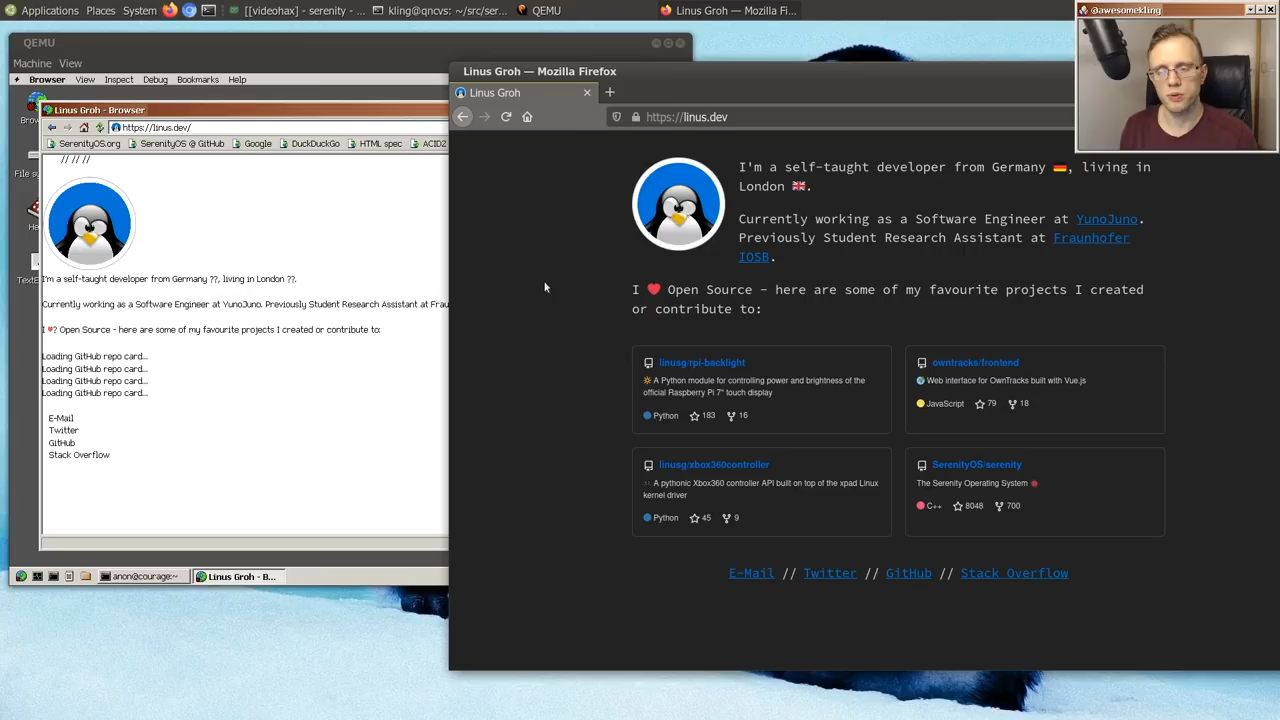 Applications Places System
[[videohax] - serenity - ...
kling@qncvs: ~/src/ser...
QEMU
Linus Groh - Mozilla Fi...
@awesomekling
QEMU
Machine View
Browser View Inspect Debug Bookmarks Help
Linus Groh - Browser
https://linus.dev/
SerenityOS.org SerenityOS @ GitHub Google DuckDuckGo HTML spec ACID2
// // //
I'm a self-taught developer from Germany ??, living in London ??.
Currently working as a Software Engineer at YunoJuno. Previously Student Research Assistant at Frau
I ♥? Open Source - here are some of my favourite projects I created or contribute to:
Loading GitHub repo card...
Loading GitHub repo card...
Loading GitHub repo card...
Loading GitHub repo card...
E-Mail
Twitter
GitHub
Stack Overflow
anon@courage:~
Linus Groh - B...
Linus Groh — Mozilla Firefox
Linus Groh
https://linus.dev
I'm a self-taught developer from Germany 🇩🇪, living in
London 🇬🇧.
Currently working as a Software Engineer at YunoJuno.
Previously Student Research Assistant at Fraunhofer
IOSB.
I ❤️ Open Source – here are some of my favourite projects I created
or contribute to:
linusg/rpi-backlight
🔆 A Python module for controlling power and brightness of the
official Raspberry Pi 7" touch display
Python 183 16
owntracks/frontend
🌍 Web interface for OwnTracks built with Vue.js
JavaScript 79 18
linusg/xbox360controller
A pythonic Xbox360 controller API built on top of the xpad Linux
kernel driver
Python 45 9
SerenityOS/serenity
The Serenity Operating System 🐞
C++ 8048 700
E-Mail // Twitter // GitHub // Stack Overflow